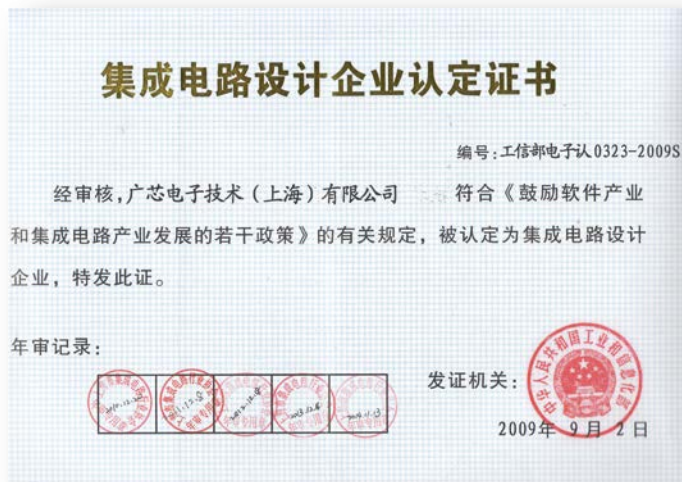 集成电路设计企业认定证书
编号:工信部电子认0323-2009S
经审核,广芯电子技术(上海)有限公司 符合《鼓励软件产业
和集成电路产业发展的若干政策》的有关规定,被认定为集成电路设计
企业,特发此证。
年审记录:
发证机关:
中华人民共和国工业和信息化部
2009年 9月 2日